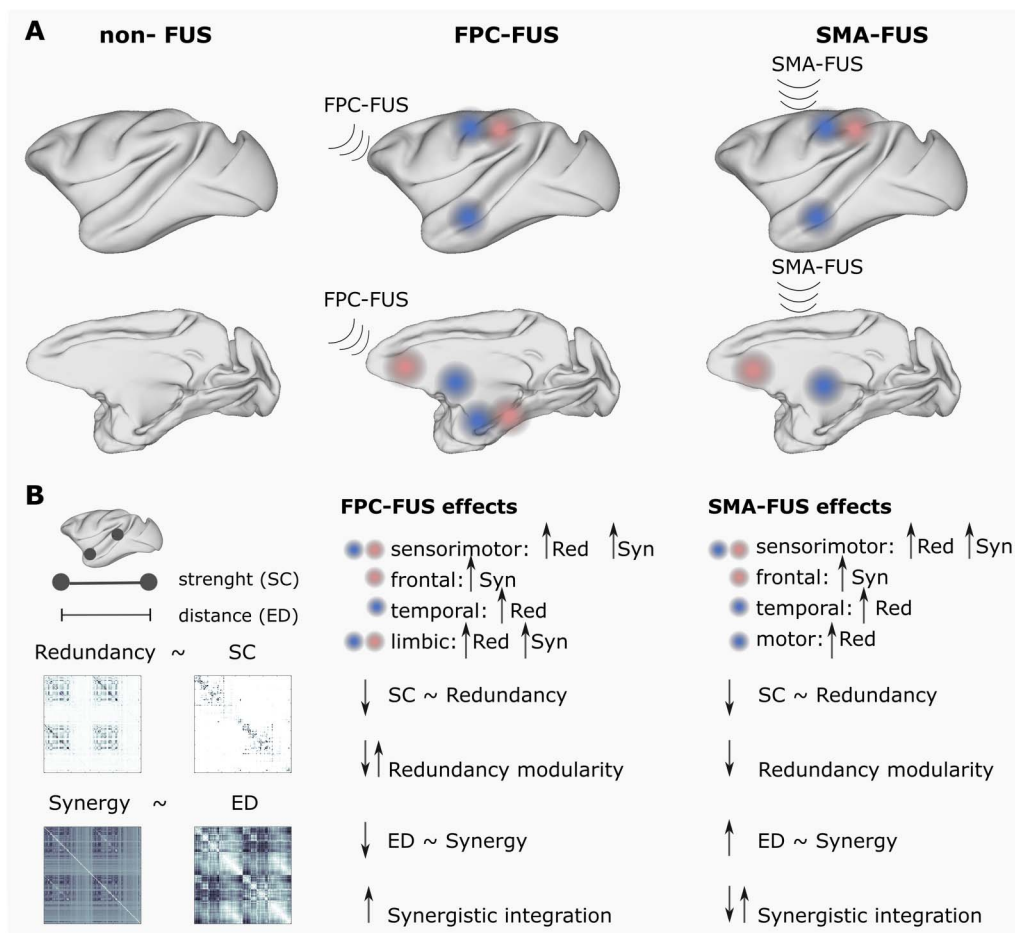 A
non- FUS
FPC-FUS
SMA-FUS
SMA-FUS
FPC-FUS
SMA-FUS
FPC-FUS
B
strenght (SC)
distance (ED)
Redundancy ~ SC
Synergy ~ ED
FPC-FUS effects
sensorimotor: ↑Red ↑Syn
frontal: ↑Syn
temporal: ↑Red
limbic: ↑Red ↑Syn
↓ SC ~ Redundancy
↓↑ Redundancy modularity
↓ ED ~ Synergy
↑ Synergistic integration
SMA-FUS effects
sensorimotor: ↑Red ↑Syn
frontal: ↑Syn
temporal: ↑Red
motor: ↑Red
↓ SC ~ Redundancy
↓ Redundancy modularity
↑ ED ~ Synergy
↓↑ Synergistic integration